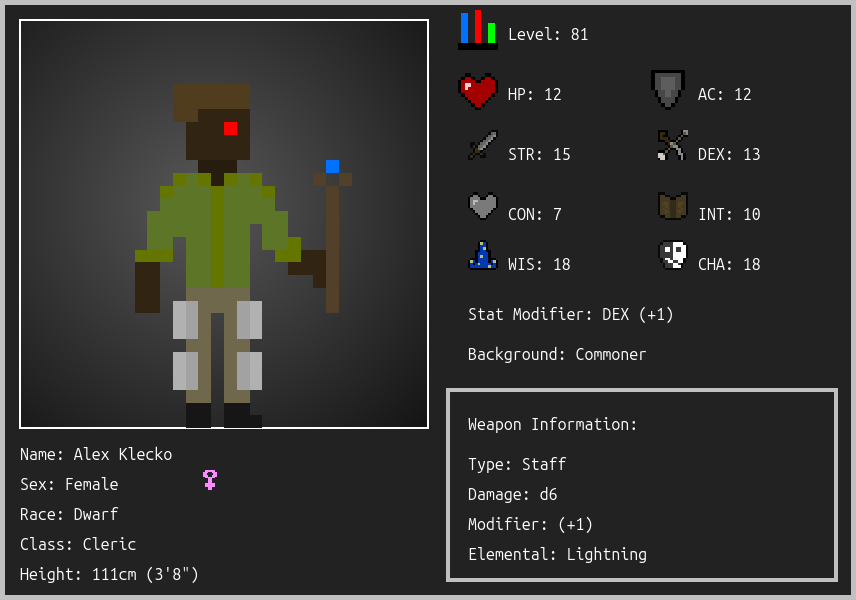 Level: 81
HP: 12
AC: 12
STR: 15
DEX: 13
CON: 7
INT: 10
WIS: 18
CHA: 18
Stat Modifier: DEX (+1)
Background: Commoner
Weapon Information:
Type: Staff
Damage: d6
Modifier: (+1)
Elemental: Lightning
Name: Alex Klecko
Sex: Female
Race: Dwarf
Class: Cleric
Height: 111cm (3'8")